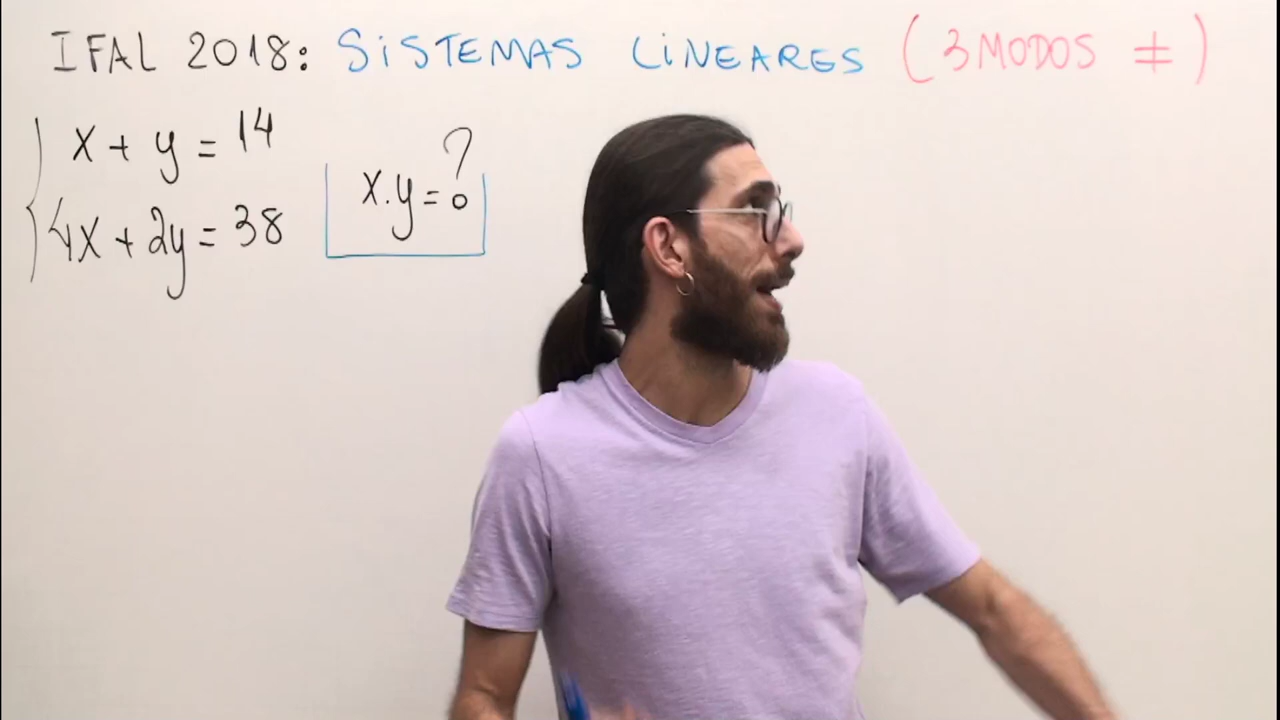 IFAL 2018: SISTEMAS LINEARES (3 MODOS ≠)
x + y = 14
4x + 2y = 38
x.y = ?